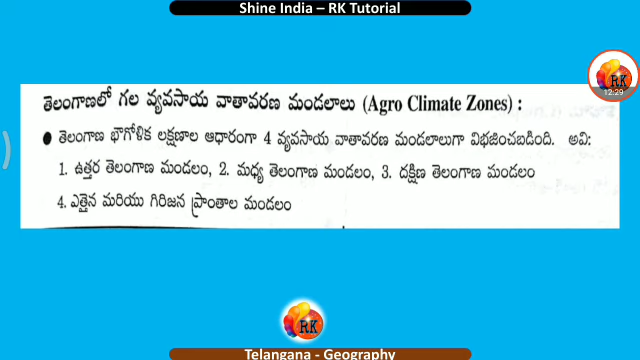 Shine India – RK Tutorial
RK
12:29
తెలంగాణలో గల వ్యవసాయ వాతావరణ మండలాలు (Agro Climate Zones) :
● తెలంగాణ భౌగోళిక లక్షణాల ఆధారంగా 4 వ్యవసాయ వాతావరణ మండలాలుగా విభజించబడింది. అవి:
1. ఉత్తర తెలంగాణ మండలం, 2. మధ్య తెలంగాణ మండలం, 3. దక్షిణ తెలంగాణ మండలం
4. ఎత్తైన మరియు గిరిజన ప్రాంతాల మండలం
RK
Telangana - Geography